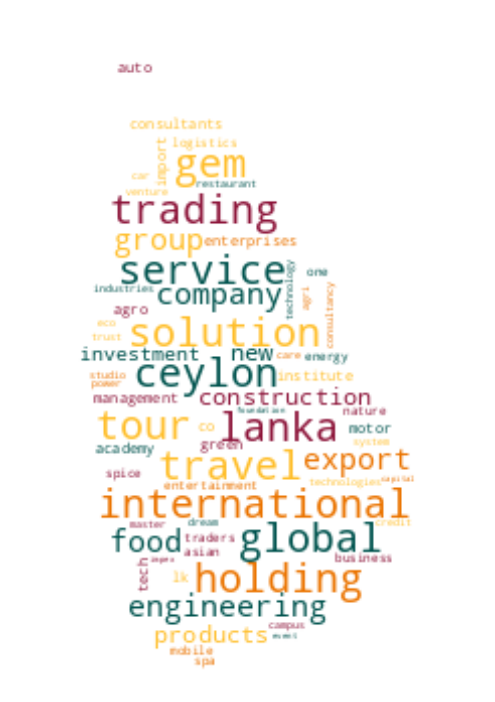 auto
consultants
logistics
import
gem
car
restaurant
venture
trading
group enterprises
service
technology
one
industries
company
agri
consultancy
agro
eco
solution
trust
investment new care energy
studio
ceylon institute
power
management construction
foundation
nature
tour co lanka motor
green
system
academy
travel export
spice
technologies capital
entertainment
international
master dream credit
food traders global
asian
business
tech impex
lk holding
engineering
campus
products event
mobile
spa